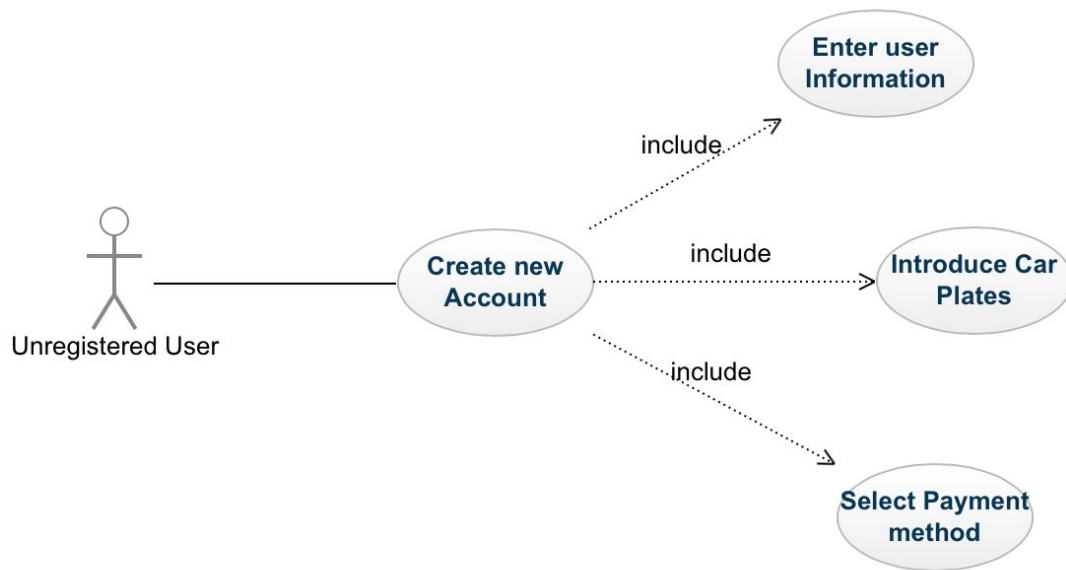 Enter user
Information
include
include
Introduce Car
Plates
Create new
Account
Unregistered User
include
Select Payment
method